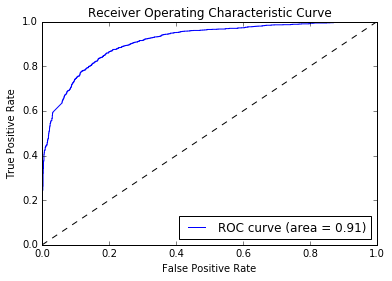 Receiver Operating Characteristic Curve
True Positive Rate
1.0
0.8
0.6
0.4
0.2
0.0
ROC curve (area = 0.91)
0.0 0.2 0.4 0.6 0.8 1.0
False Positive Rate